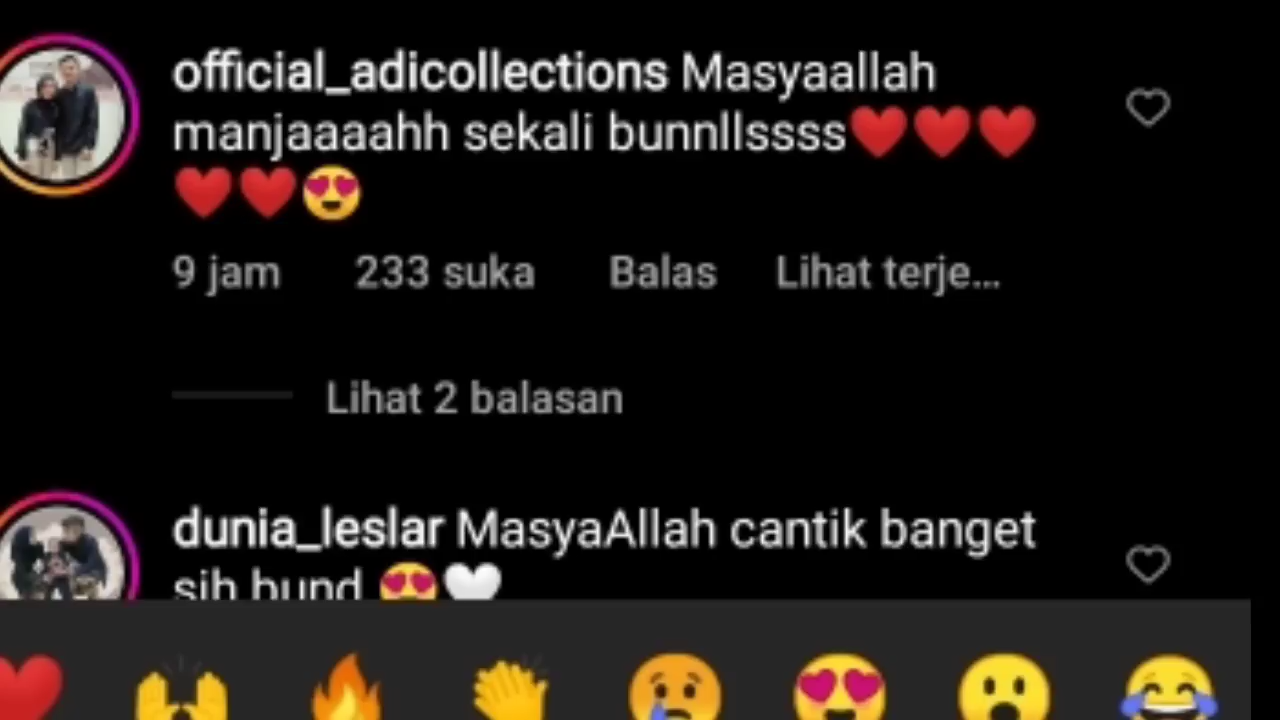 official_adicollections Masyaallah
manjaaaahh sekali bunnllssss❤️❤️❤️
❤️❤️😍
9 jam 233 suka Balas Lihat terje...
Lihat 2 balasan
dunia_leslar MasyaAllah cantik banget
sih bund 😍🤍